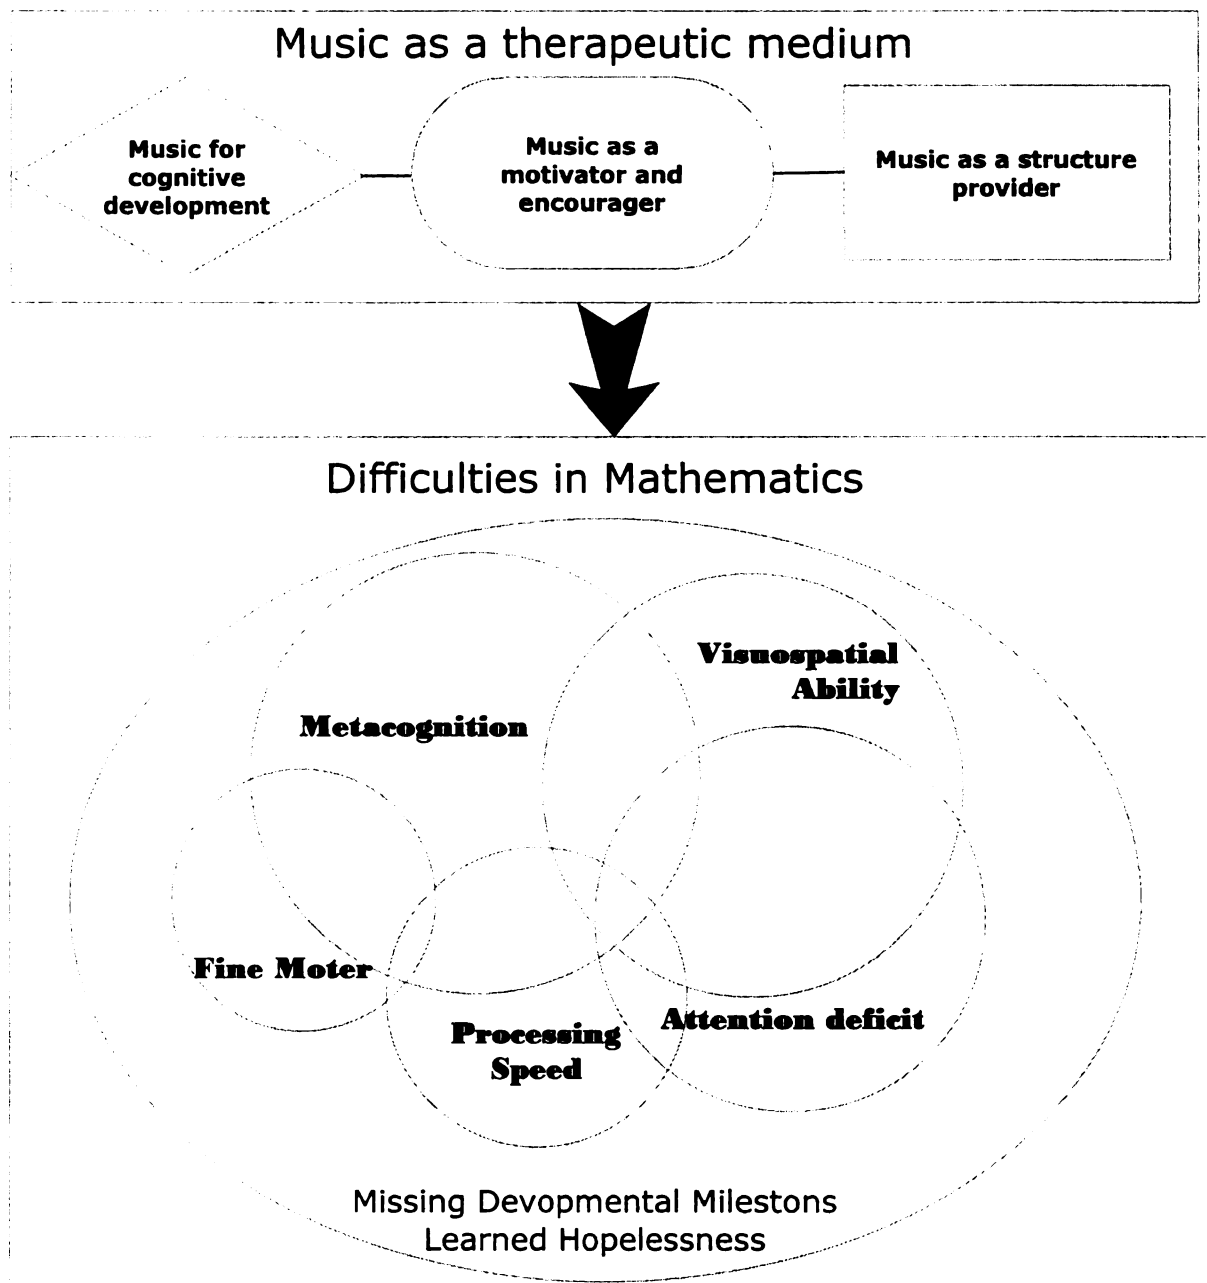 Music as a therapeutic medium
Music for
cognitive
development
Music as a
motivator and
encourager
Music as a structure
provider
Difficulties in Mathematics
Visuospatial
Ability
Metacognition
Fine Moter
Attention deficit
Processing
Speed
Missing Devopmental Milestons
Learned Hopelessness